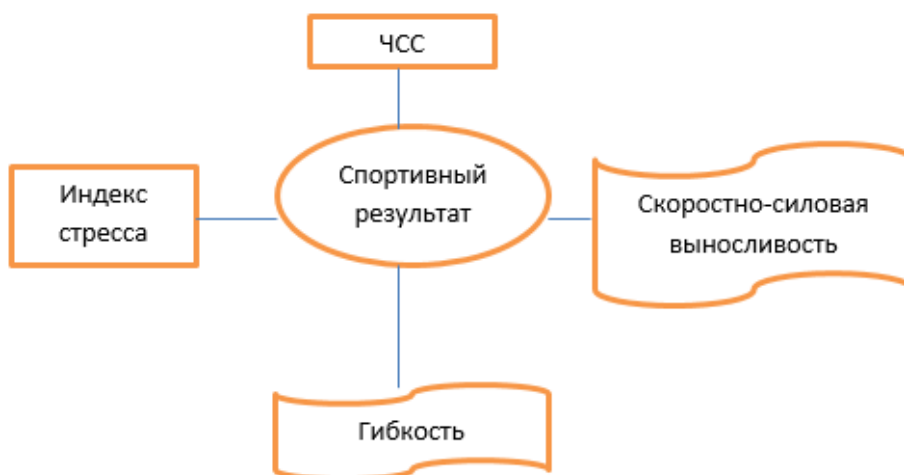 ЧСС
Спортивный
результат
Индекс
стресса
Скоростно-силовая
выносливость
Гибкость